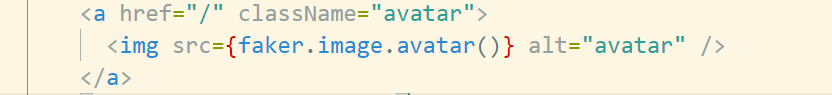 <a href="/" className="avatar">
<img src={faker.image.avatar()} alt="avatar" />
</a>